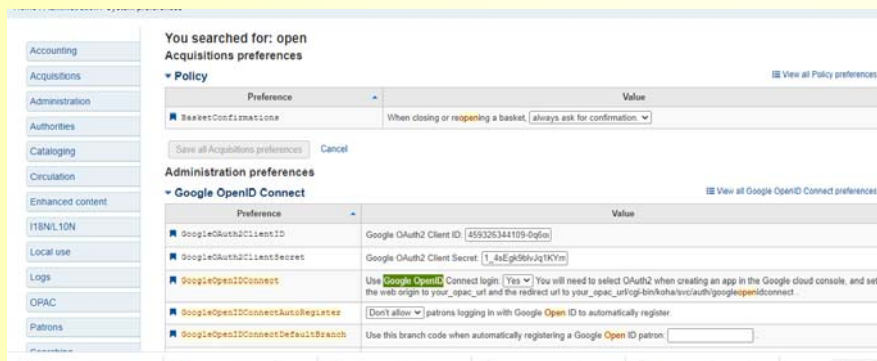 You searched for: open
Acquisitions preferences
Accounting
Acquisitions
Administration
Authorities
Cataloging
Circulation
Enhanced content
I18N/L10N
Local use
Logs
OPAC
Patrons
▾ Policy
View all Policy preferences
Preference Value
BasketConfirmations When closing or reopening a basket, always ask for confirmation.
Save all Acquisitions preferences Cancel
Administration preferences
▾ Google OpenID Connect
View all Google OpenID Connect preferences
Preference Value
GoogleOAuth2ClientID Google OAuth2 Client ID: 459326344109-0q6o
GoogleOAuth2ClientSecret Google OAuth2 Client Secret: 1_4sEgk9blvJq1KYm
GoogleOpenIDConnect Use Google OpenID Connect login: Yes You will need to select OAuth2 when creating an app in the Google cloud console, and set
the web origin to your_opac_url and the redirect url to your_opac_url/cgi-bin/koha/svc/auth/googleopenidconnect .
GoogleOpenIDConnectAutoRegister Don't allow patrons logging in with Google Open ID to automatically register.
GoogleOpenIDConnectDefaultBranch Use this branch code when automatically registering a Google Open ID patron: